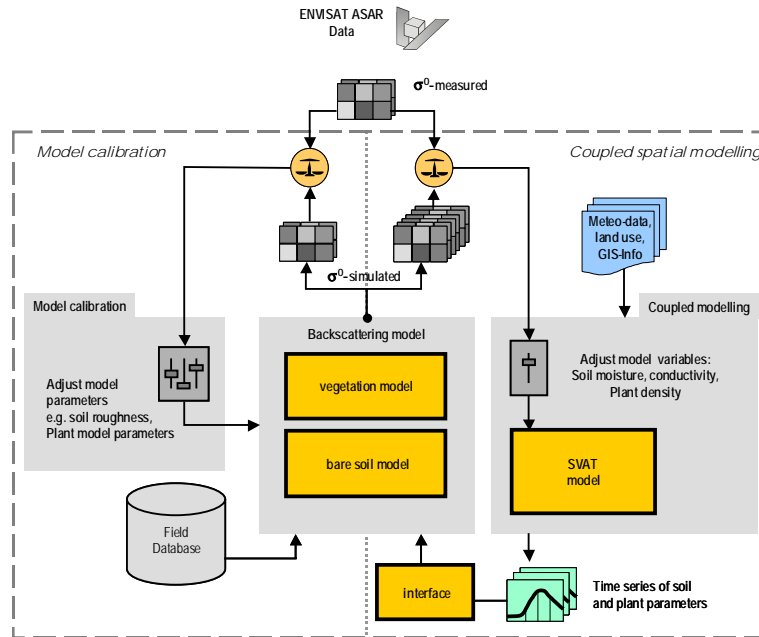 ENVISAT ASAR
Data
σ⁰-measured
Model calibration
Coupled spatial modelling
Meteo-data,
land use,
GIS-Info
σ⁰-simulated
Model calibration
Coupled modelling
Backscattering model
Adjust model
parameters
e.g. soil roughness,
Plant model parameters
vegetation model
bare soil model
Adjust model variables:
Soil moisture, conductivity,
Plant density
SVAT
model
Field
Database
interface
Time series of soil
and plant parameters